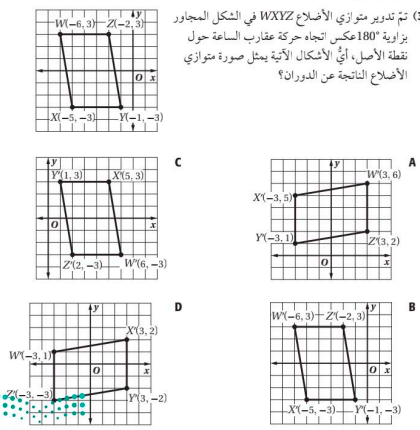 تمّ تدوير متوازي الأضلاع WXYZ في الشكل المجاور
بزاوية 180° عكس اتجاه حركة عقارب الساعة حول
نقطة الأصل، أيُّ الأشكال الآتية يمثل صورة متوازي
الأضلاع الناتجة عن الدوران؟
y
W(−6, 3) Z(−2, 3)
O x
X(−5, −3) Y(−1, −3)
A
y
W'(3, 6)
X'(−3, 5)
Y'(−3, 1) Z'(3, 2)
O x
C
y
Y'(1, 3) X'(5, 3)
O x
Z'(2, −3) W'(6, −3)
B
y
W'(−6, 3) Z'(−2, 3)
O x
X'(−5, −3) Y'(−1, −3)
D
y
X'(3, 2)
W'(−3, 1)
O x
Z'(−3, −3) Y'(3, −2)